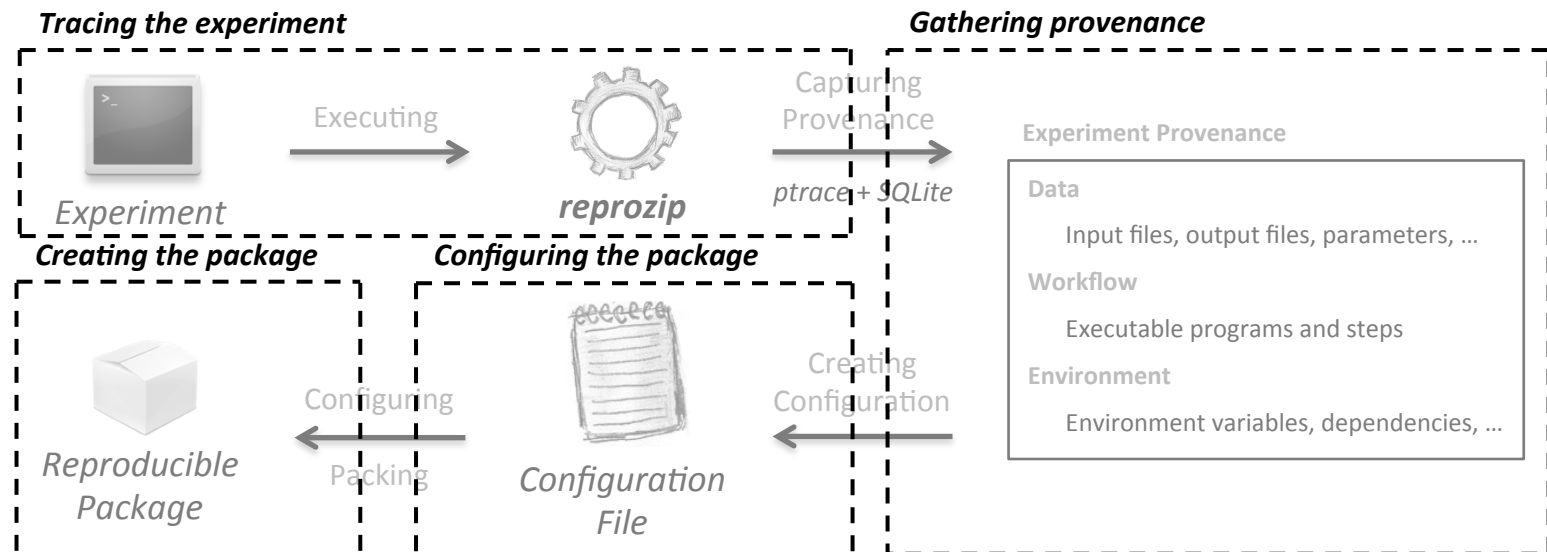 Tracing the experiment
>_
Experiment
Executing
reprozip
Capturing
Provenance
ptrace + SQLite
Gathering provenance
Experiment Provenance
Data
Input files, output files, parameters, …
Workflow
Executable programs and steps
Environment
Environment variables, dependencies, …
Creating
Configuration
Configuring the package
Configuration
File
Configuring
Packing
Creating the package
Reproducible
Package